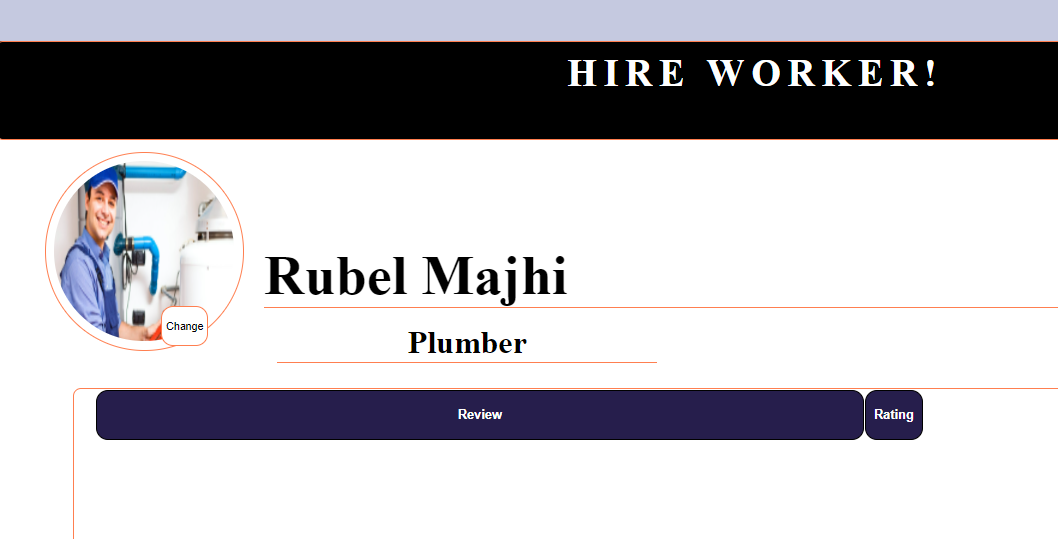 HIRE WORKER!
Rubel Majhi
Change
Plumber
Review Rating